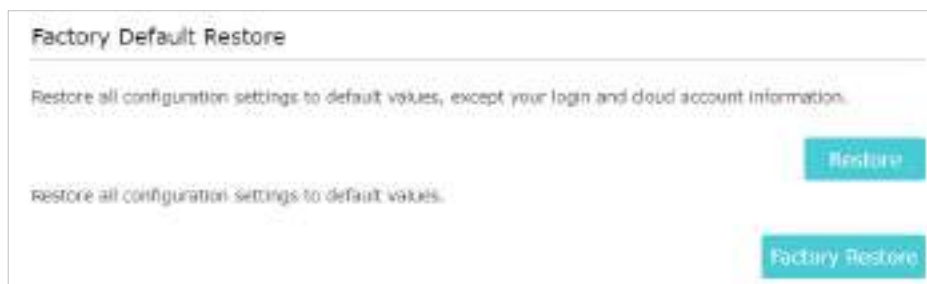 Factory Default Restore
Restore all configuration settings to default values, except your login and cloud account information.
Restore
Restore all configuration settings to default values.
Factory Restore